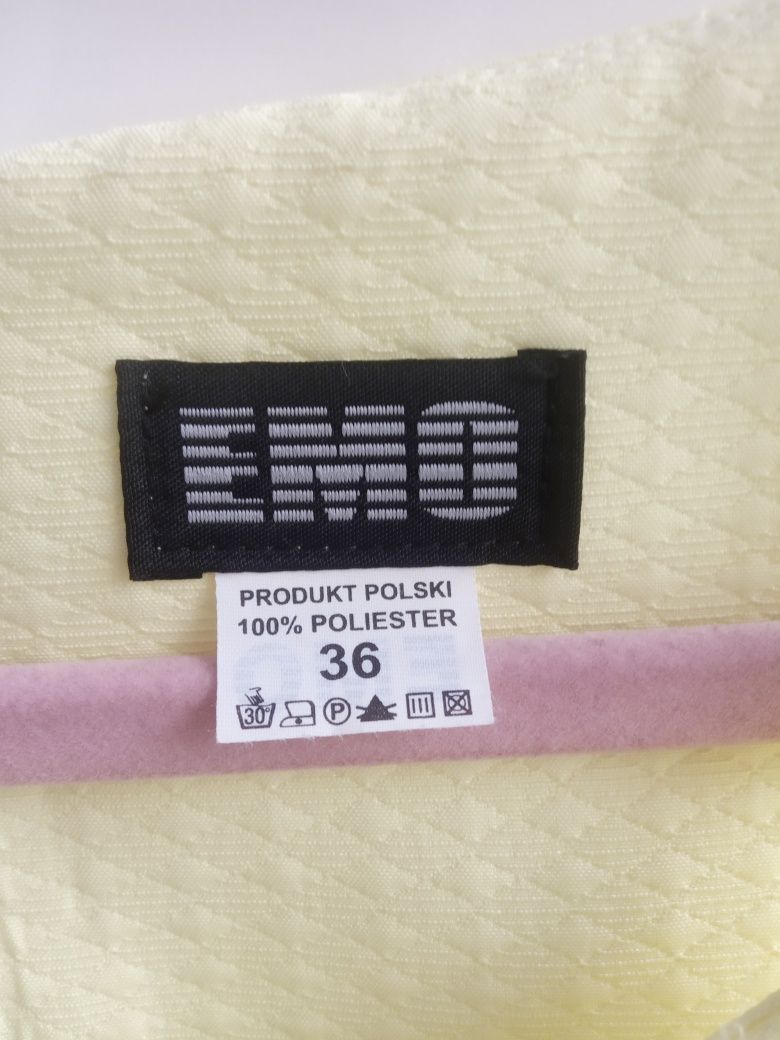 EMO
PRODUKT POLSKI
100% POLIESTER
36
30° P